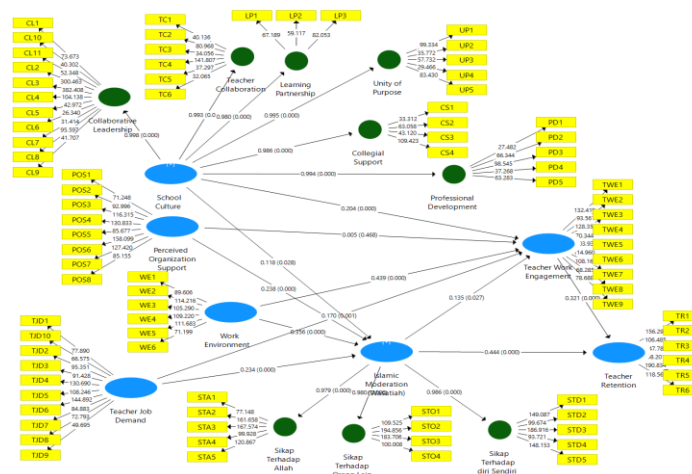 CL1
CL10
CL2
CL3
CL4
CL5
CL6
CL7
CL8
CL9
73.673
40.302
52.348
300.463
382.408
104.138
42.972
26.340
31.414
95.597
41.707
Collaborative
Leadership
0.998 (0.000)
TC1
TC2
TC3
TC4
TC5
TC6
40.136
80.968
34.056
141.807
37.297
32.065
Teacher
Collaboration
LP1
LP2
LP3
67.189
59.117
82.053
Learning
Partnership
0.980 (0.000)
Unity of
Purpose
0.995 (0.000)
UP1
UP2
UP3
UP4
UP5
99.334
35.772
57.732
29.466
83.430
Collegial
Support
0.986 (0.000)
CS1
CS2
CS3
CS4
33.312
63.056
43.120
109.423
Professional
Development
0.994 (0.000)
PD1
PD2
PD3
PD4
PD5
27.482
66.344
98.545
37.268
63.283
School
Culture
0.204 (0.000)
0.118 (0.028)
POS1
POS2
POS3
POS4
POS5
POS6
POS7
POS8
71.248
92.996
116.315
130.833
85.677
158.099
127.420
85.155
Perceived
Organization
Support
0.005 (0.468)
0.238 (0.000)
WE1
WE2
WE3
WE4
WE5
WE6
89.606
114.216
105.290
109.220
111.683
71.199
Work
Environment
0.439 (0.000)
0.356 (0.000)
TJD1
TJD10
TJD2
TJD3
TJD4
TJD5
TJD6
TJD7
TJD8
TJD9
77.890
66.575
95.351
91.428
130.690
108.246
144.892
84.883
72.793
49.695
Teacher Job
Demand
0.170 (0.001)
0.234 (0.000)
Teacher Work
Engagement
TWE1
TWE2
TWE3
TWE4
TWE5
TWE6
TWE7
TWE8
TWE9
0.321 (0.000)
0.135 (0.027)
Islamic
Moderation
(Wasatiah)
0.444 (0.000)
Teacher
Retention
TR1
TR2
TR3
TR4
TR5
TR6
0.979 (0.000)
0.986 (0.000)
STA1
STA2
STA3
STA4
STA5
77.148
161.658
167.574
99.928
120.667
Sikap
Terhadap
Allah
STO1
STO2
STO3
STO4
109.525
194.856
183.706
100.008
Sikap
Terhadap
STD1
STD2
STD3
STD4
STD5
149.087
99.674
186.916
93.721
148.133
Sikap
Terhadap
diri Sendiri